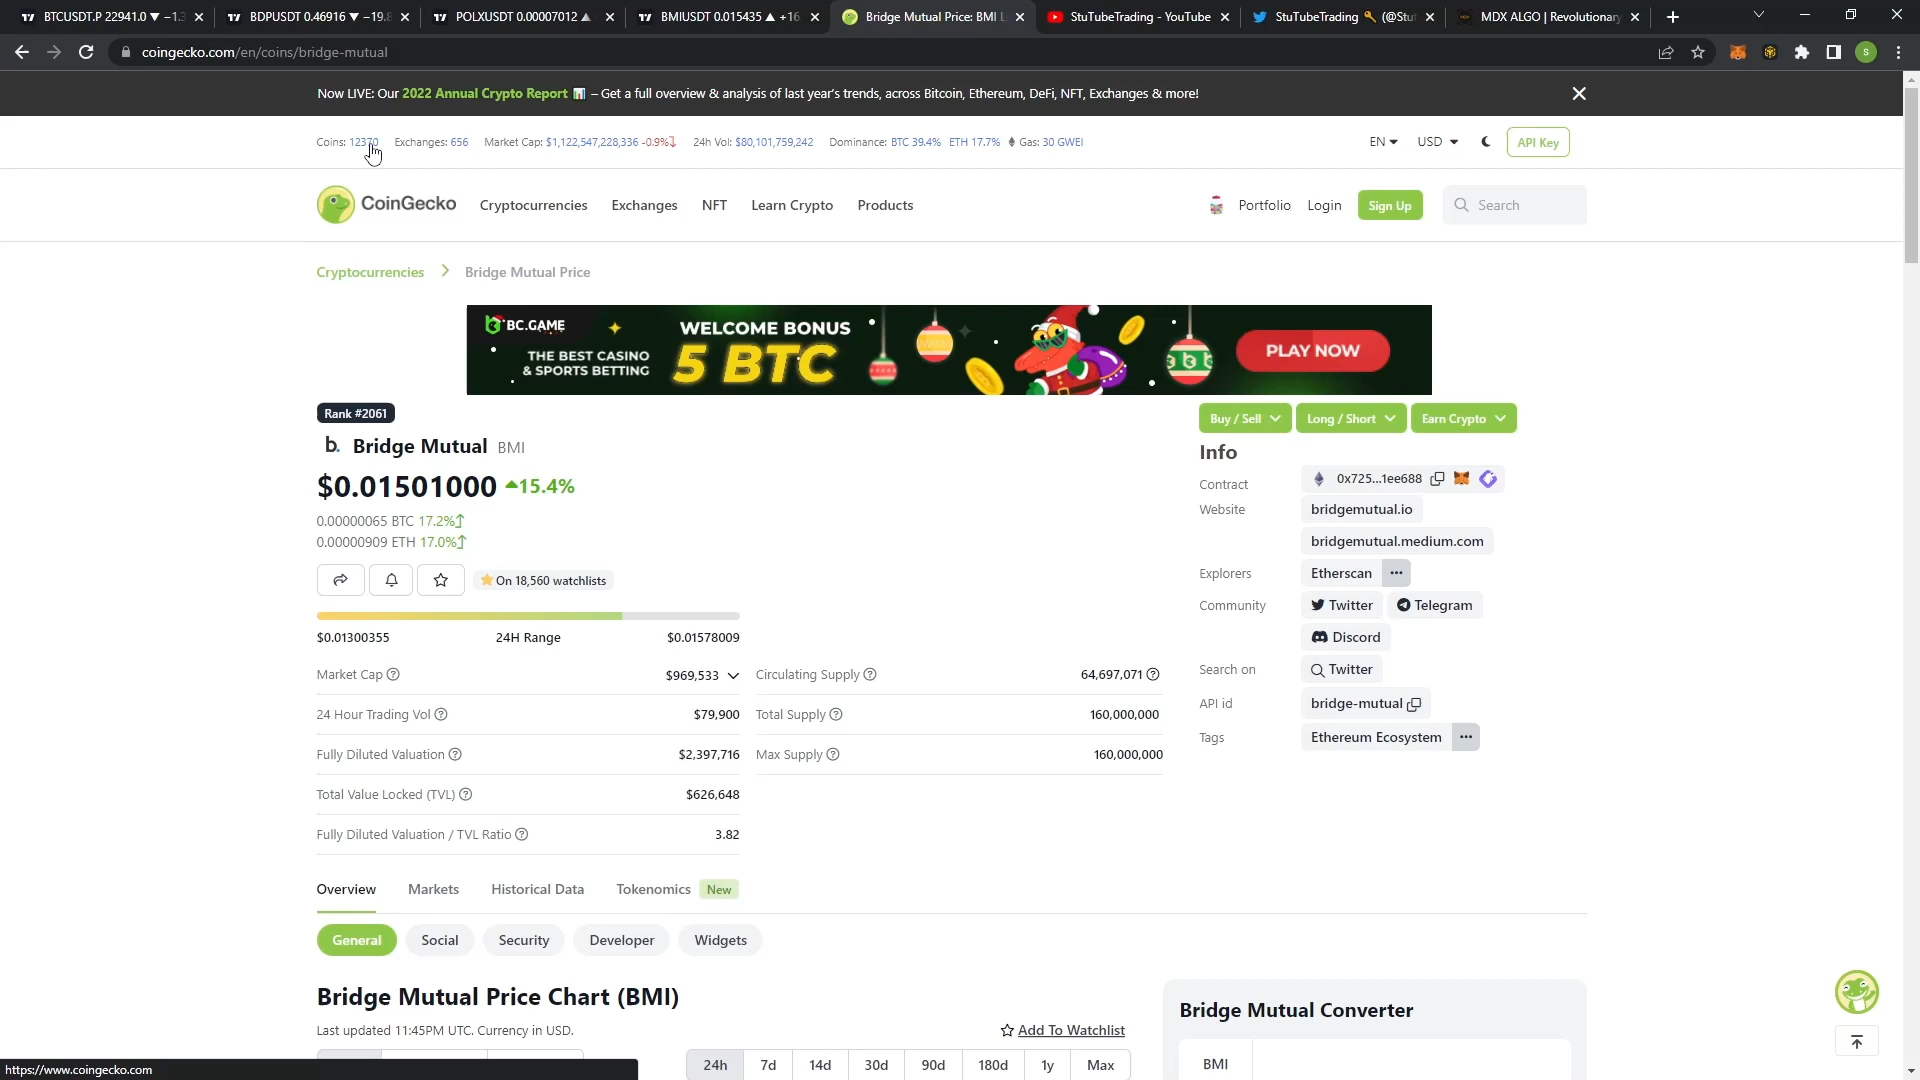 BTCUSDT.P 22941.0 ▼ −1.3
BDPUSDT 0.46916 ▼ −19.8
POLXUSDT 0.00007012 ▲
BMIUSDT 0.015435 ▲ +16
Bridge Mutual Price: BMI L
StuTubeTrading - YouTube
StuTubeTrading 🔑 (@Stu
MDX ALGO | Revolutionary
coingecko.com/en/coins/bridge-mutual
S
Now LIVE: Our 2022 Annual Crypto Report 📊 – Get a full overview & analysis of last year's trends, across Bitcoin, Ethereum, DeFi, NFT, Exchanges & more!
Coins: 12370 Exchanges: 656 Market Cap: $1,122,547,228,336 -0.9% 24h Vol: $80,101,759,242 Dominance: BTC 39.4% ETH 17.7% Gas: 30 GWEI
EN USD API Key
CoinGecko Cryptocurrencies Exchanges NFT Learn Crypto Products
Portfolio Login Sign Up Search
Cryptocurrencies Bridge Mutual Price
BC.GAME
THE BEST CASINO
& SPORTS BETTING
WELCOME BONUS
5 BTC
PLAY NOW
Rank #2061
b. Bridge Mutual BMI
$0.01501000 15.4%
0.00000065 BTC 17.2%
0.00000909 ETH 17.0%
On 18,560 watchlists
$0.01300355 24H Range $0.01578009
Market Cap $969,533
24 Hour Trading Vol $79,900
Fully Diluted Valuation $2,397,716
Total Value Locked (TVL) $626,648
Fully Diluted Valuation / TVL Ratio 3.82
Circulating Supply 64,697,071
Total Supply 160,000,000
Max Supply 160,000,000
Buy / Sell Long / Short Earn Crypto
Info
Contract 0x725...1ee688
Website bridgemutual.io
bridgemutual.medium.com
Explorers Etherscan
Community Twitter Telegram
Discord
Search on Twitter
API id bridge-mutual
Tags Ethereum Ecosystem
Overview Markets Historical Data Tokenomics New
General Social Security Developer Widgets
Bridge Mutual Price Chart (BMI)
Last updated 11:45PM UTC. Currency in USD.
Add To Watchlist
24h 7d 14d 30d 90d 180d 1y Max
Bridge Mutual Converter
BMI
https://www.coingecko.com